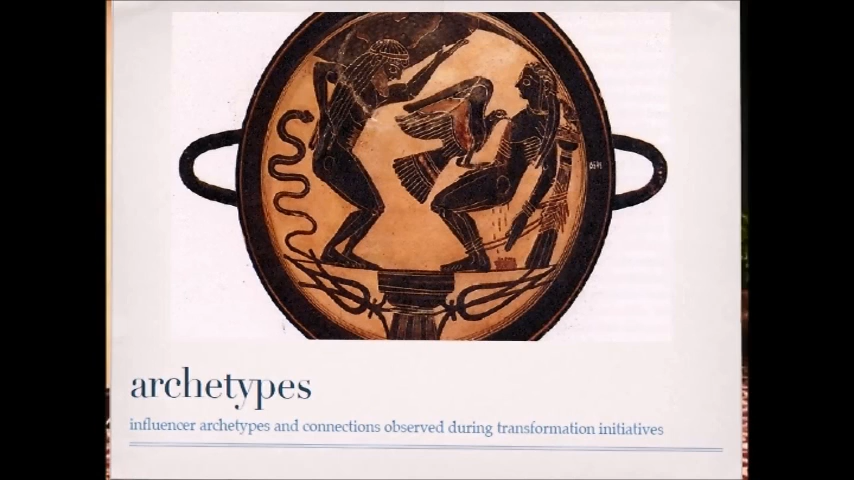 archetypes
influencer archetypes and connections observed during transformation initiatives